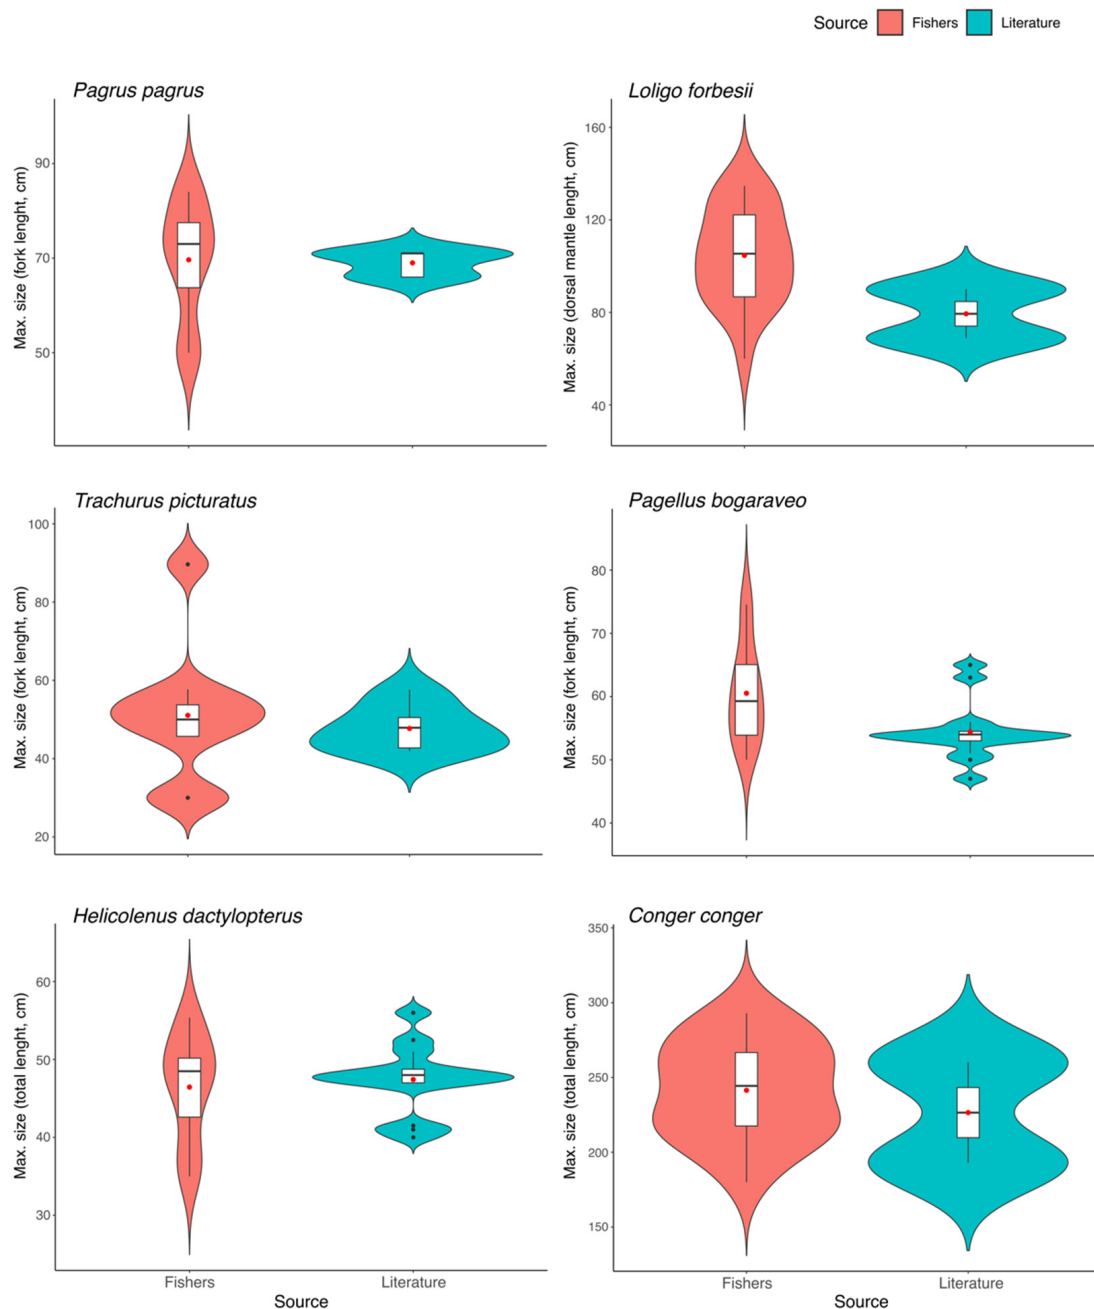 Source Fishers Literature
Pagrus pagrus
Max. size (fork lenght, cm)
90
70
50
Loligo forbesii
Max. size (dorsal mantle lenght, cm)
160
120
80
40
Trachurus picturatus
Max. size (fork lenght, cm)
100
80
60
40
20
Pagellus bogaraveo
Max. size (fork lenght, cm)
80
70
60
50
40
Helicolenus dactylopterus
Max. size (total lenght, cm)
60
50
40
30
Fishers Literature
Source
Conger conger
Max. size (total lenght, cm)
350
300
250
200
150
Fishers Literature
Source